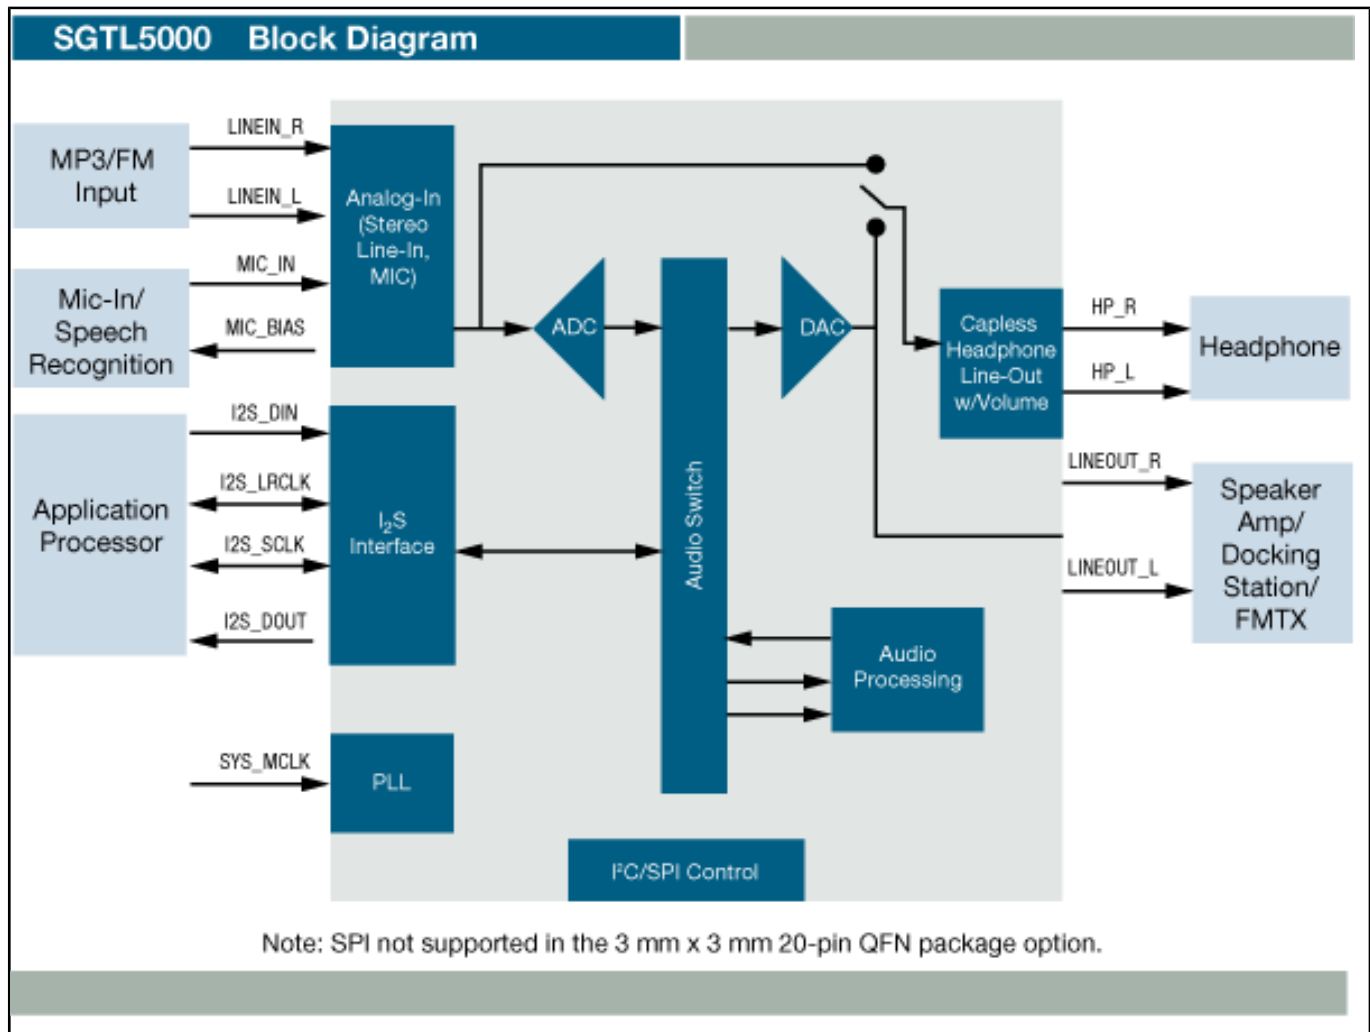 SGTL5000 Block Diagram
MP3/FM
Input
LINEIN_R
LINEIN_L
Mic-In/
Speech
Recognition
MIC_IN
MIC_BIAS
Application
Processor
I2S_DIN
I2S_LRCLK
I2S_SCLK
I2S_DOUT
SYS_MCLK
Analog-In
(Stereo
Line-In,
MIC)
I₂S
Interface
PLL
ADC
Audio Switch
DAC
Audio
Processing
Capless
Headphone
Line-Out
w/Volume
I²C/SPI Control
HP_R
HP_L
Headphone
LINEOUT_R
LINEOUT_L
Speaker
Amp/
Docking
Station/
FMTX
Note: SPI not supported in the 3 mm x 3 mm 20-pin QFN package option.